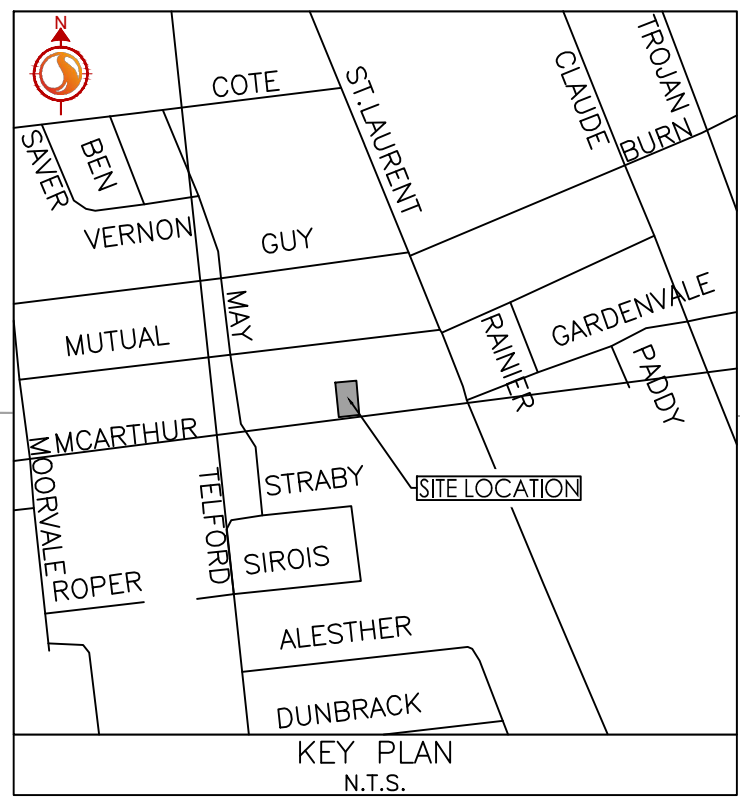 N
COTE
ST.LAURENT
CLAUDE
TROJAN
BURN
SAVER
BEN
VERNON
GUY
MAY
MUTUAL
RAINIER
GARDENVALE
PADDY
MCARTHUR
MOORVALE
TELFORD
STRABY
SITE LOCATION
SIROIS
ROPER
ALESTHER
DUNBRACK
KEY PLAN
N.T.S.